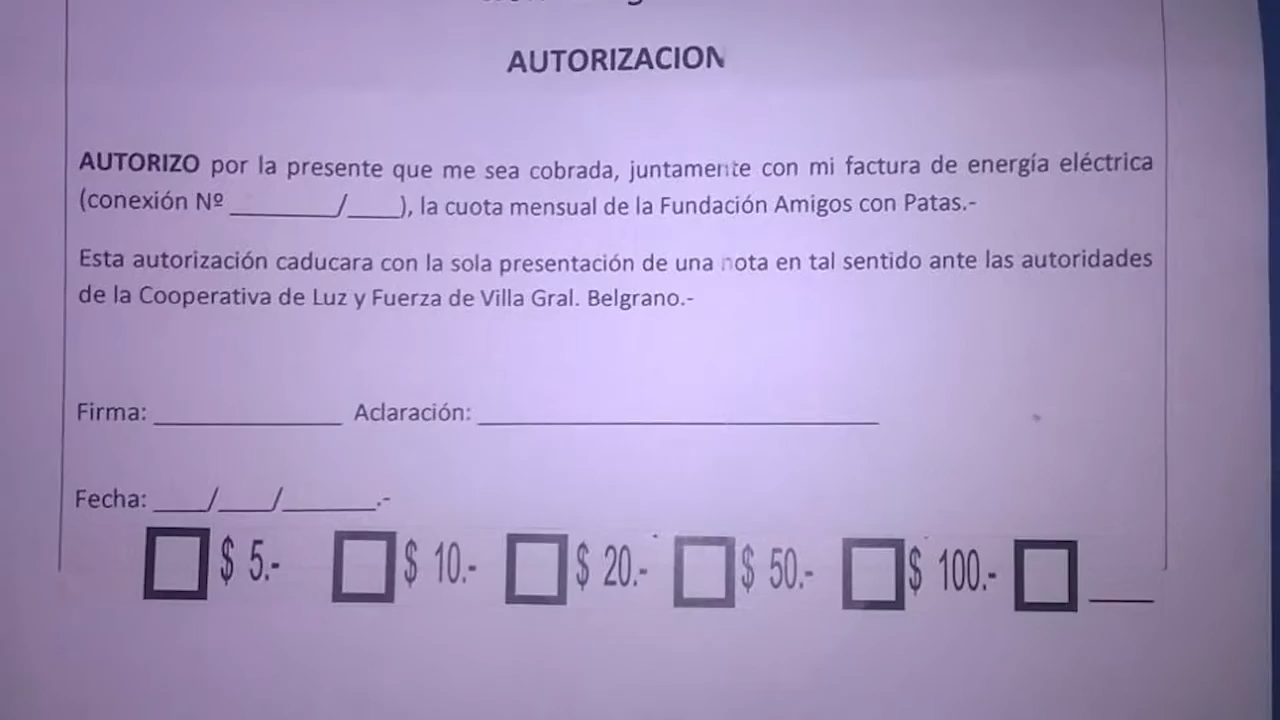 AUTORIZACION
AUTORIZO por la presente que me sea cobrada, juntamente con mi factura de energía eléctrica
(conexión Nº ________/____), la cuota mensual de la Fundación Amigos con Patas.-
Esta autorización caducara con la sola presentación de una nota en tal sentido ante las autoridades
de la Cooperativa de Luz y Fuerza de Villa Gral. Belgrano.-
Firma: ______________ Aclaración: ______________________________
Fecha: ____/____/_______.-
$ 5.- $ 10.- $ 20.- $ 50.- $ 100.- _____